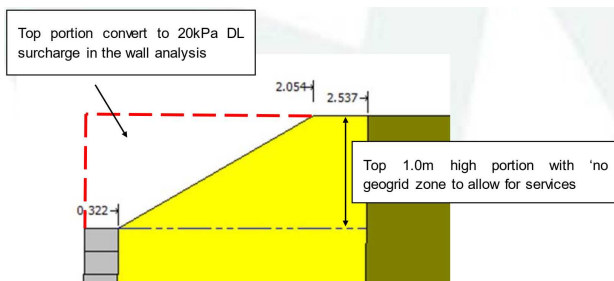 Top portion convert to 20kPa DL
surcharge in the wall analysis
2.054
2.537
Top 1.0m high portion with 'no
geogrid zone to allow for services
0.322